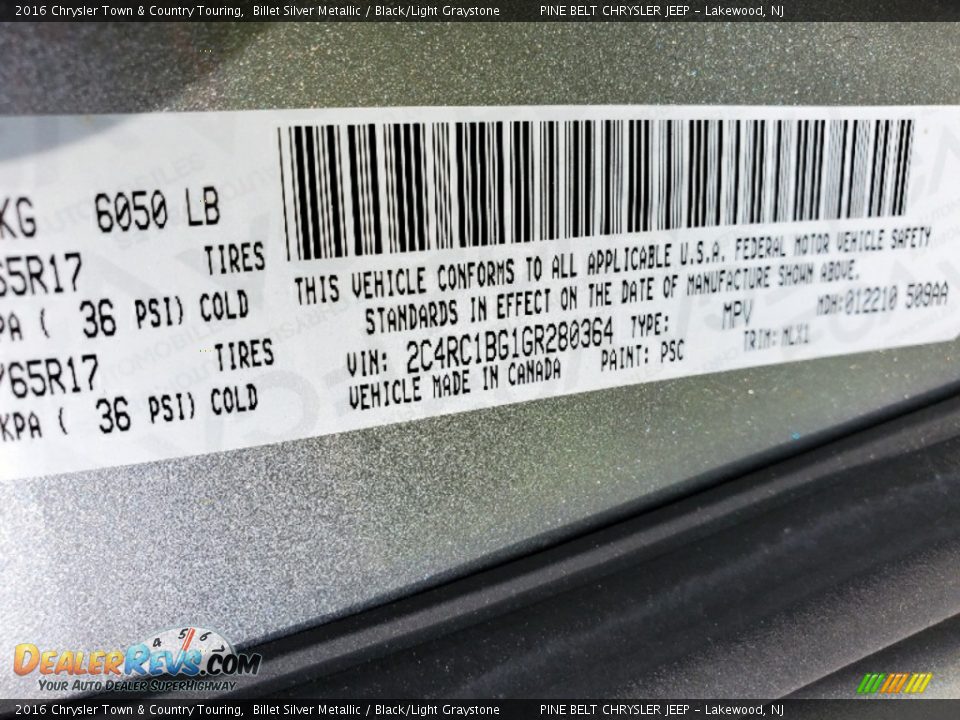 2016 Chrysler Town & Country Touring, Billet Silver Metallic / Black/Light Graystone PINE BELT CHRYSLER JEEP - Lakewood, NJ
KG 6050 LB
65R17 TIRES
PA ( 36 PSI) COLD
/65R17 TIRES
KPA ( 36 PSI) COLD
THIS VEHICLE CONFORMS TO ALL APPLICABLE U.S.A. FEDERAL MOTOR VEHICLE SAFETY
STANDARDS IN EFFECT ON THE DATE OF MANUFACTURE SHOWN ABOVE.
VIN: 2C4RC1BG1GR280364 TYPE: MPV MDH:012210 509AA
VEHICLE MADE IN CANADA PAINT: PSC TRIM: MLX1
4 5 6
DEALERREVS.COM
YOUR AUTO DEALER SUPERHIGHWAY
2016 Chrysler Town & Country Touring, Billet Silver Metallic / Black/Light Graystone PINE BELT CHRYSLER JEEP - Lakewood, NJ